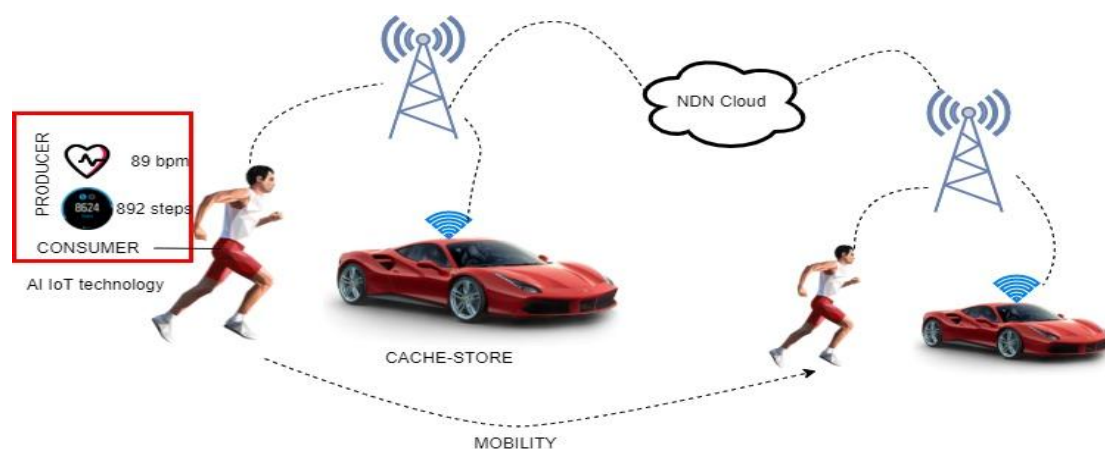 NDN Cloud
PRODUCER
89 bpm
8624
892 steps
CONSUMER
AI IoT technology
CACHE-STORE
MOBILITY